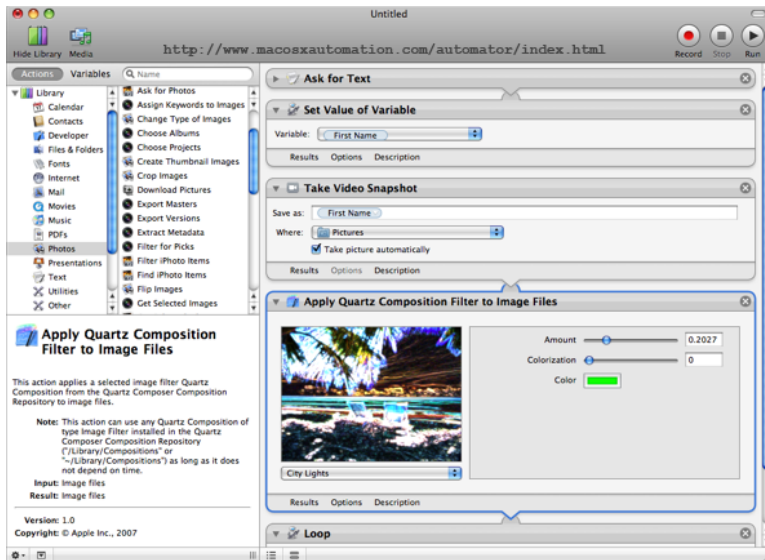 Untitled
Hide Library Media
http://www.macosxautomation.com/automator/index.html
Record Stop Run
Actions Variables
Name
Library
Calendar
Contacts
Developer
Files & Folders
Fonts
Internet
Mail
Movies
Music
PDFs
Photos
Presentations
Text
Utilities
Other
Ask for Photos
Assign Keywords to Images
Change Type of Images
Choose Albums
Choose Projects
Create Thumbnail Images
Crop Images
Download Pictures
Export Masters
Export Versions
Extract Metadata
Filter for Picks
Filter iPhoto Items
Find iPhoto Items
Flip Images
Get Selected Images
Apply Quartz Composition
Filter to Image Files
This action applies a selected image filter Quartz
Composition from the Quartz Composer Composition
Repository to image files.
Note: This action can use any Quartz Composition of
type Image Filter installed in the Quartz
Composer Composition Repository
("/Library/Compositions" or
"~/Library/Compositions") as long as it does
not depend on time.
Input: Image files
Result: Image files
Version: 1.0
Copyright: © Apple Inc., 2007
Ask for Text
Set Value of Variable
Variable: First Name
Results Options Description
Take Video Snapshot
Save as: First Name
Where: Pictures
Take picture automatically
Results Options Description
Apply Quartz Composition Filter to Image Files
Amount 0.2027
Colorization 0
Color
City Lights
Results Options Description
Loop